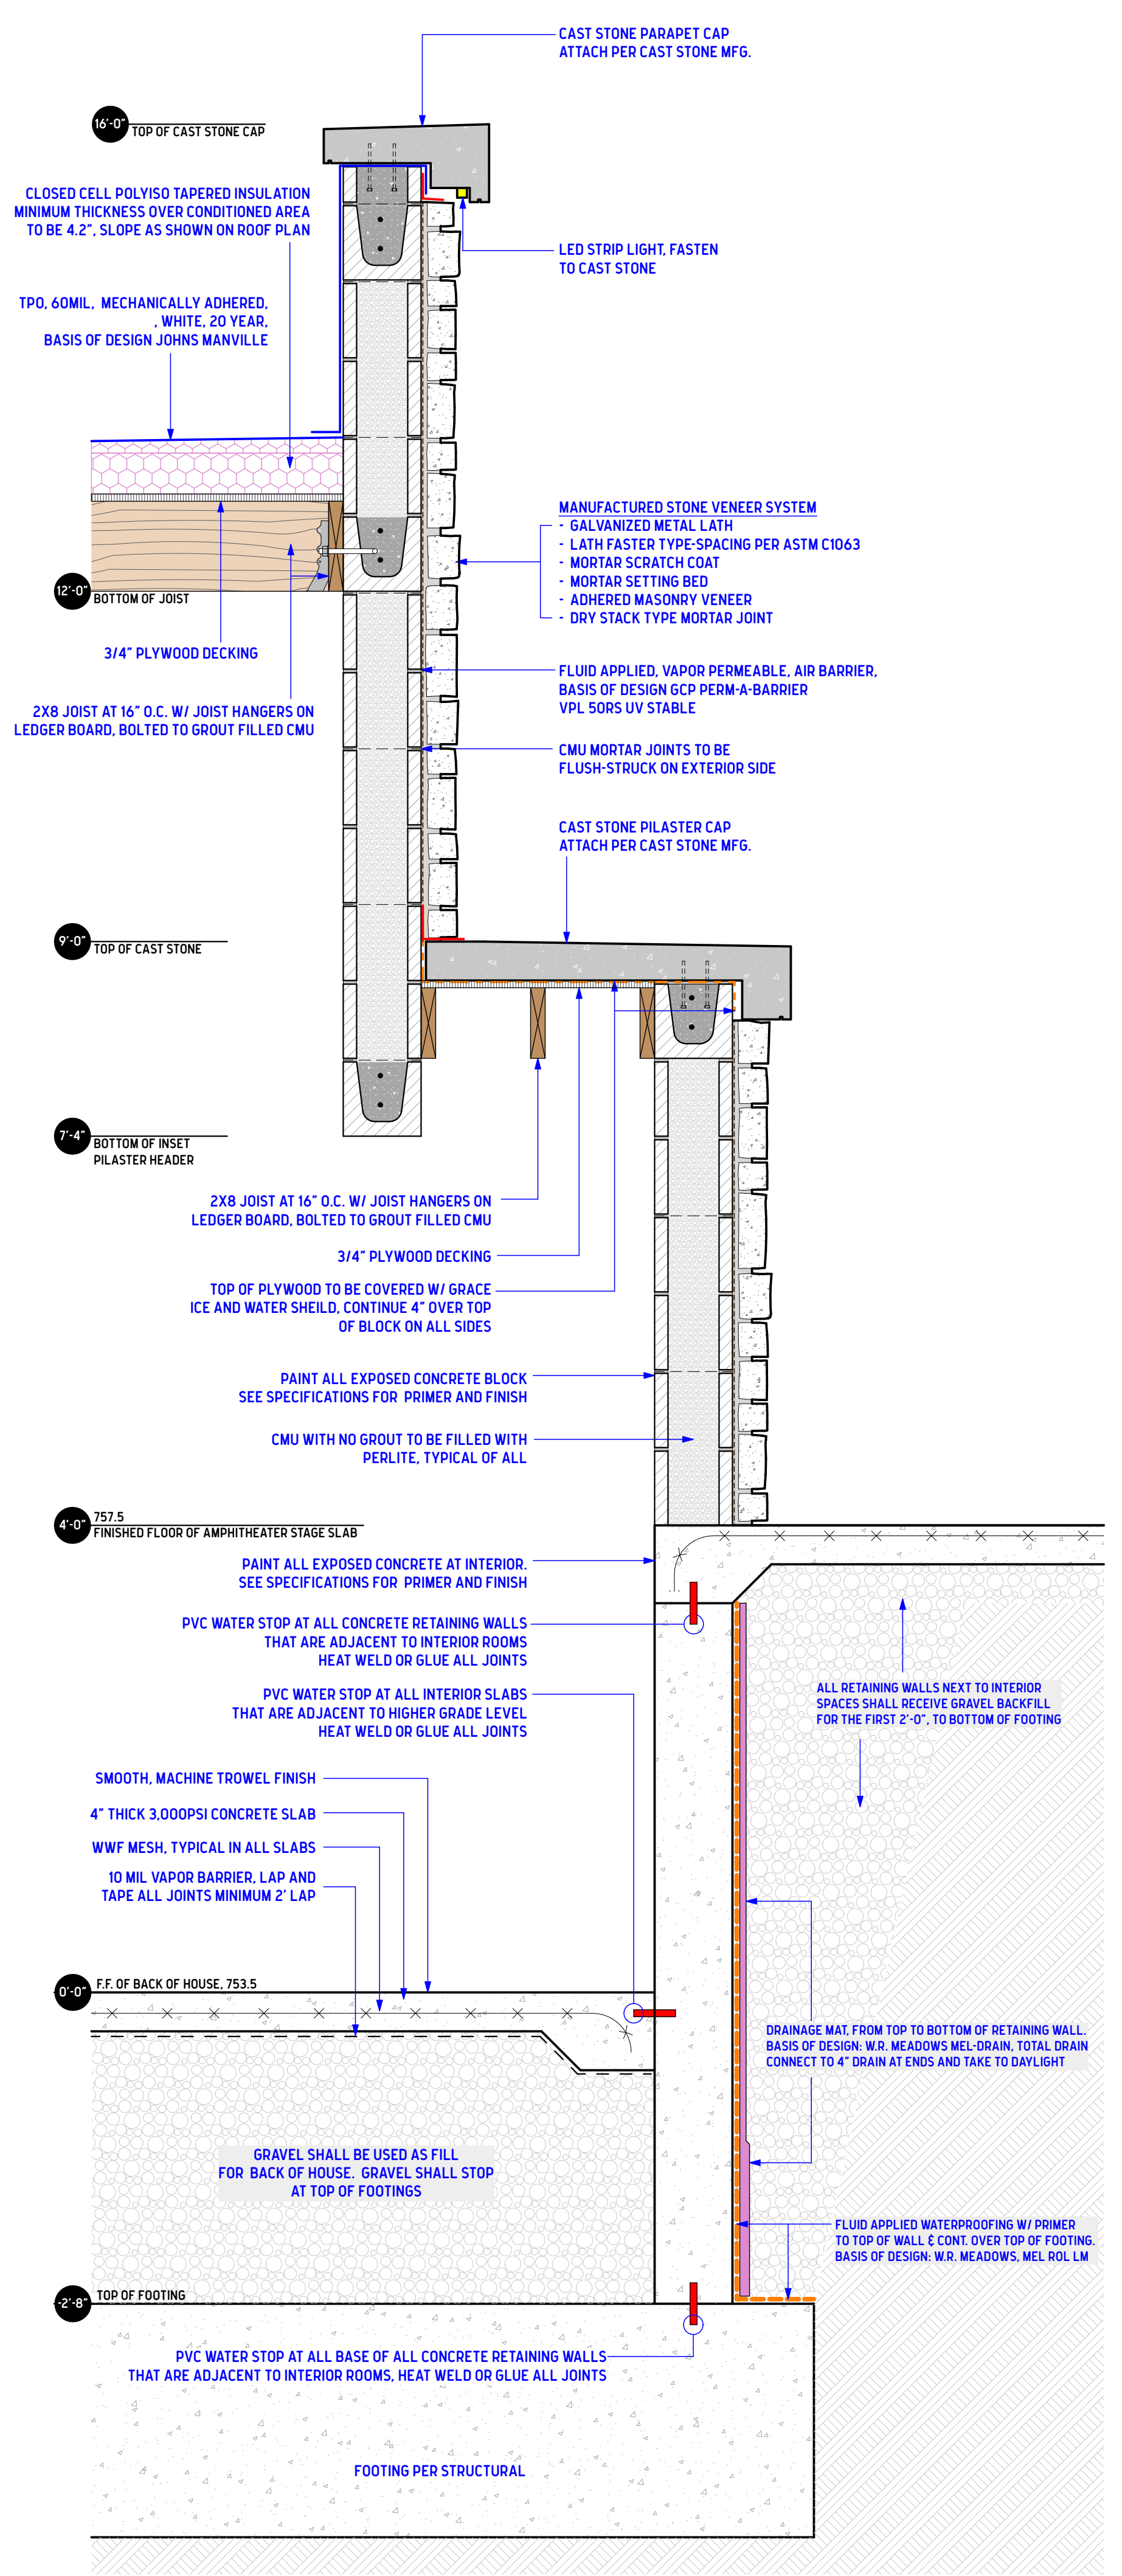 CAST STONE PARAPET CAP
ATTACH PER CAST STONE MFG.
16'-0"
TOP OF CAST STONE CAP
CLOSED CELL POLYISO TAPERED INSULATION
MINIMUM THICKNESS OVER CONDITIONED AREA
TO BE 4.2", SLOPE AS SHOWN ON ROOF PLAN
LED STRIP LIGHT, FASTEN
TO CAST STONE
TPO, 60MIL, MECHANICALLY ADHERED,
, WHITE, 20 YEAR,
BASIS OF DESIGN JOHNS MANVILLE
MANUFACTURED STONE VENEER SYSTEM
- GALVANIZED METAL LATH
- LATH FASTER TYPE-SPACING PER ASTM C1063
- MORTAR SCRATCH COAT
- MORTAR SETTING BED
- ADHERED MASONRY VENEER
- DRY STACK TYPE MORTAR JOINT
12'-0"
BOTTOM OF JOIST
3/4" PLYWOOD DECKING
FLUID APPLIED, VAPOR PERMEABLE, AIR BARRIER,
BASIS OF DESIGN GCP PERM-A-BARRIER
VPL 50RS UV STABLE
2X8 JOIST AT 16" O.C. W/ JOIST HANGERS ON
LEDGER BOARD, BOLTED TO GROUT FILLED CMU
CMU MORTAR JOINTS TO BE
FLUSH-STRUCK ON EXTERIOR SIDE
CAST STONE PILASTER CAP
ATTACH PER CAST STONE MFG.
9'-0"
TOP OF CAST STONE
7'-4"
BOTTOM OF INSET
PILASTER HEADER
2X8 JOIST AT 16" O.C. W/ JOIST HANGERS ON
LEDGER BOARD, BOLTED TO GROUT FILLED CMU
3/4" PLYWOOD DECKING
TOP OF PLYWOOD TO BE COVERED W/ GRACE
ICE AND WATER SHEILD, CONTINUE 4" OVER TOP
OF BLOCK ON ALL SIDES
PAINT ALL EXPOSED CONCRETE BLOCK
SEE SPECIFICATIONS FOR PRIMER AND FINISH
CMU WITH NO GROUT TO BE FILLED WITH
PERLITE, TYPICAL OF ALL
4'-0"
757.5
FINISHED FLOOR OF AMPHITHEATER STAGE SLAB
PAINT ALL EXPOSED CONCRETE AT INTERIOR.
SEE SPECIFICATIONS FOR PRIMER AND FINISH
PVC WATER STOP AT ALL CONCRETE RETAINING WALLS
THAT ARE ADJACENT TO INTERIOR ROOMS
HEAT WELD OR GLUE ALL JOINTS
PVC WATER STOP AT ALL INTERIOR SLABS
THAT ARE ADJACENT TO HIGHER GRADE LEVEL
HEAT WELD OR GLUE ALL JOINTS
ALL RETAINING WALLS NEXT TO INTERIOR
SPACES SHALL RECEIVE GRAVEL BACKFILL
FOR THE FIRST 2'-0", TO BOTTOM OF FOOTING
SMOOTH, MACHINE TROWEL FINISH
4" THICK 3,000PSI CONCRETE SLAB
WWF MESH, TYPICAL IN ALL SLABS
10 MIL VAPOR BARRIER, LAP AND
TAPE ALL JOINTS MINIMUM 2' LAP
0'-0"
F.F. OF BACK OF HOUSE, 753.5
DRAINAGE MAT, FROM TOP TO BOTTOM OF RETAINING WALL.
BASIS OF DESIGN: W.R. MEADOWS MEL-DRAIN, TOTAL DRAIN
CONNECT TO 4" DRAIN AT ENDS AND TAKE TO DAYLIGHT
GRAVEL SHALL BE USED AS FILL
FOR BACK OF HOUSE. GRAVEL SHALL STOP
AT TOP OF FOOTINGS
FLUID APPLIED WATERPROOFING W/ PRIMER
TO TOP OF WALL & CONT. OVER TOP OF FOOTING.
BASIS OF DESIGN: W.R. MEADOWS, MEL ROL LM
-2'-8"
TOP OF FOOTING
PVC WATER STOP AT ALL BASE OF ALL CONCRETE RETAINING WALLS
THAT ARE ADJACENT TO INTERIOR ROOMS, HEAT WELD OR GLUE ALL JOINTS
FOOTING PER STRUCTURAL